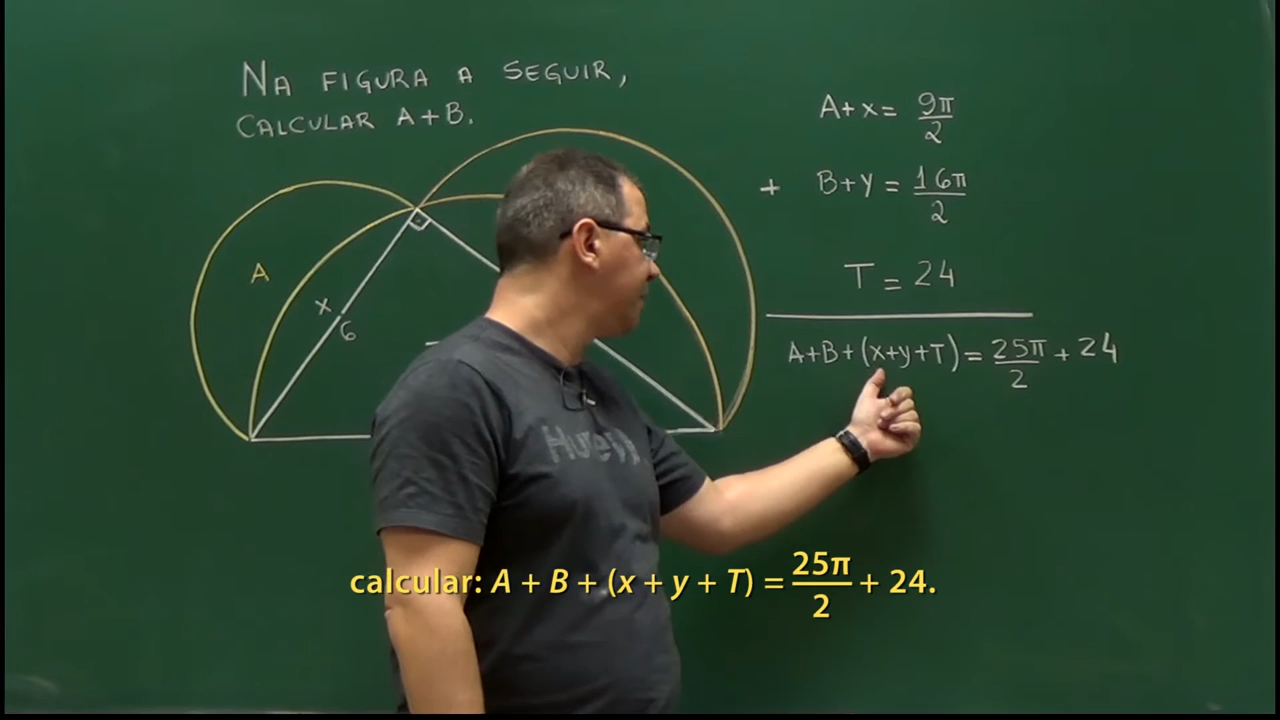 NA FIGURA A SEGUIR,
CALCULAR A+B.
A
x
6
A+x= 9π/2
+ B+y = 16π/2
T = 24
A+B+(x+y+T) = 25π/2 + 24
calcular: A + B + (x + y + T) = 25π/2 + 24.